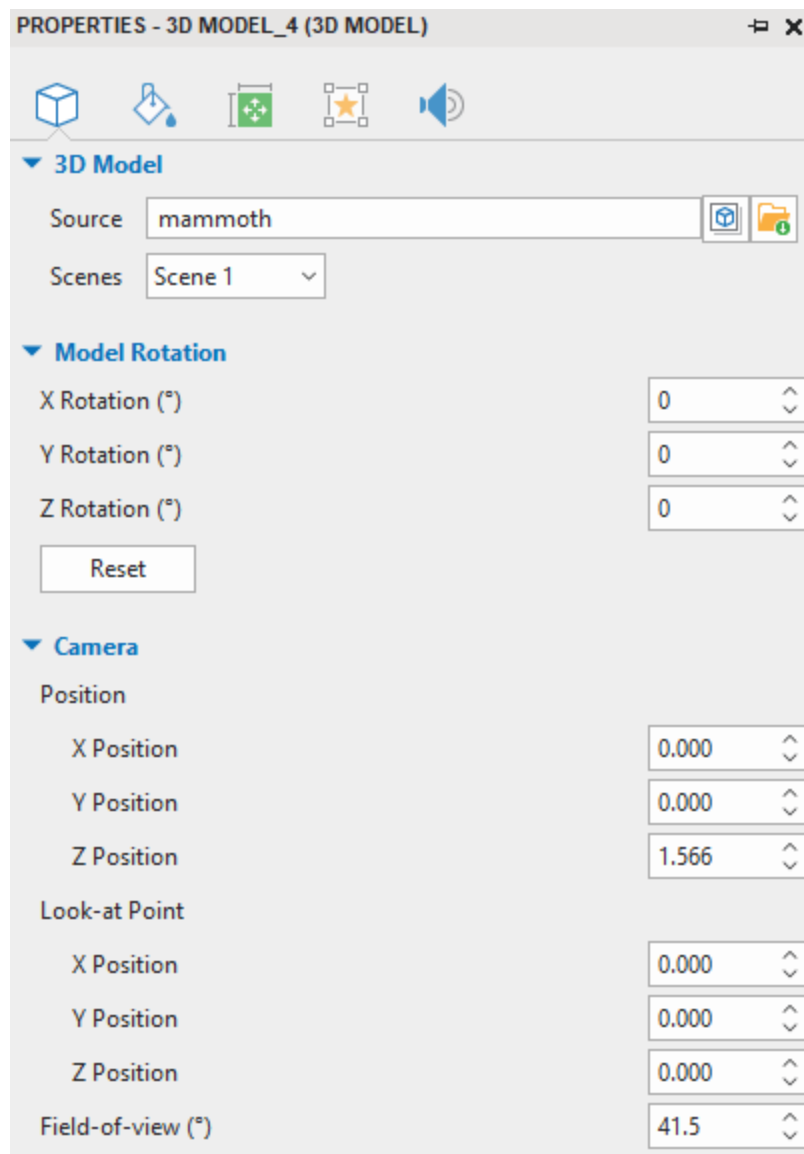 PROPERTIES - 3D MODEL_4 (3D MODEL)
3D Model
Source mammoth
Scenes Scene 1
Model Rotation
X Rotation (°) 0
Y Rotation (°) 0
Z Rotation (°) 0
Reset
Camera
Position
X Position 0.000
Y Position 0.000
Z Position 1.566
Look-at Point
X Position 0.000
Y Position 0.000
Z Position 0.000
Field-of-view (°) 41.5